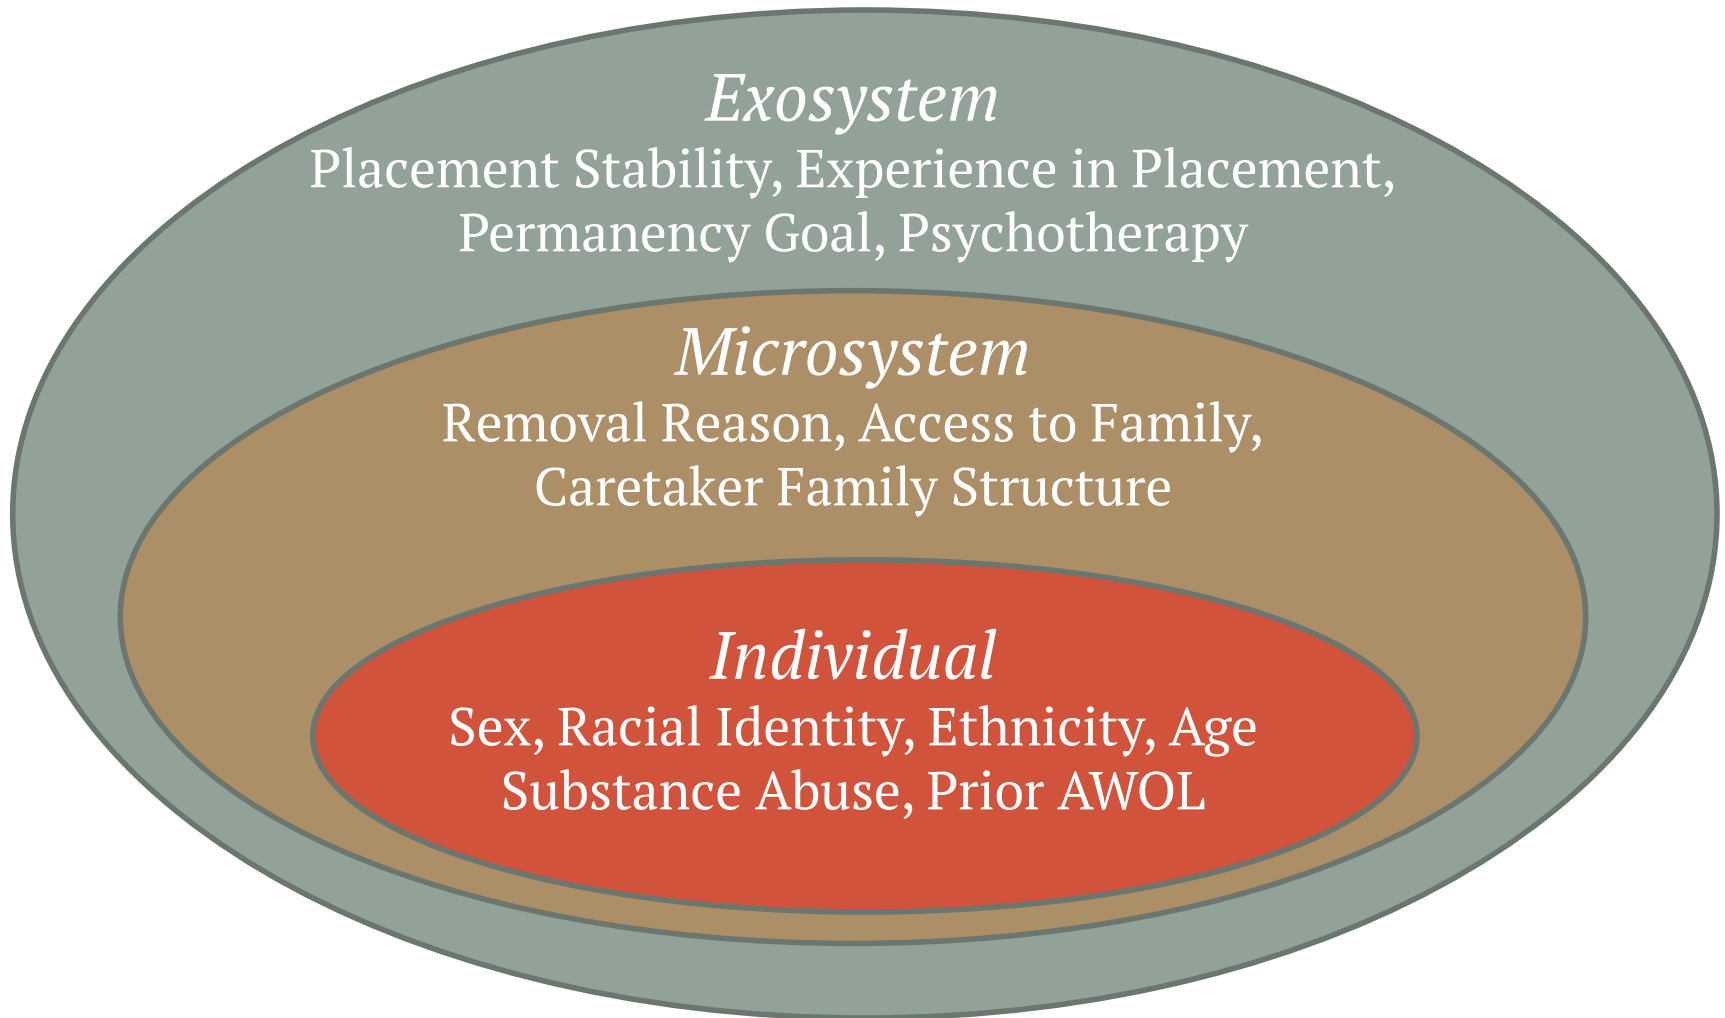 Exosystem
Placement Stability, Experience in Placement,
Permanency Goal, Psychotherapy
Microsystem
Removal Reason, Access to Family,
Caretaker Family Structure
Individual
Sex, Racial Identity, Ethnicity, Age
Substance Abuse, Prior AWOL